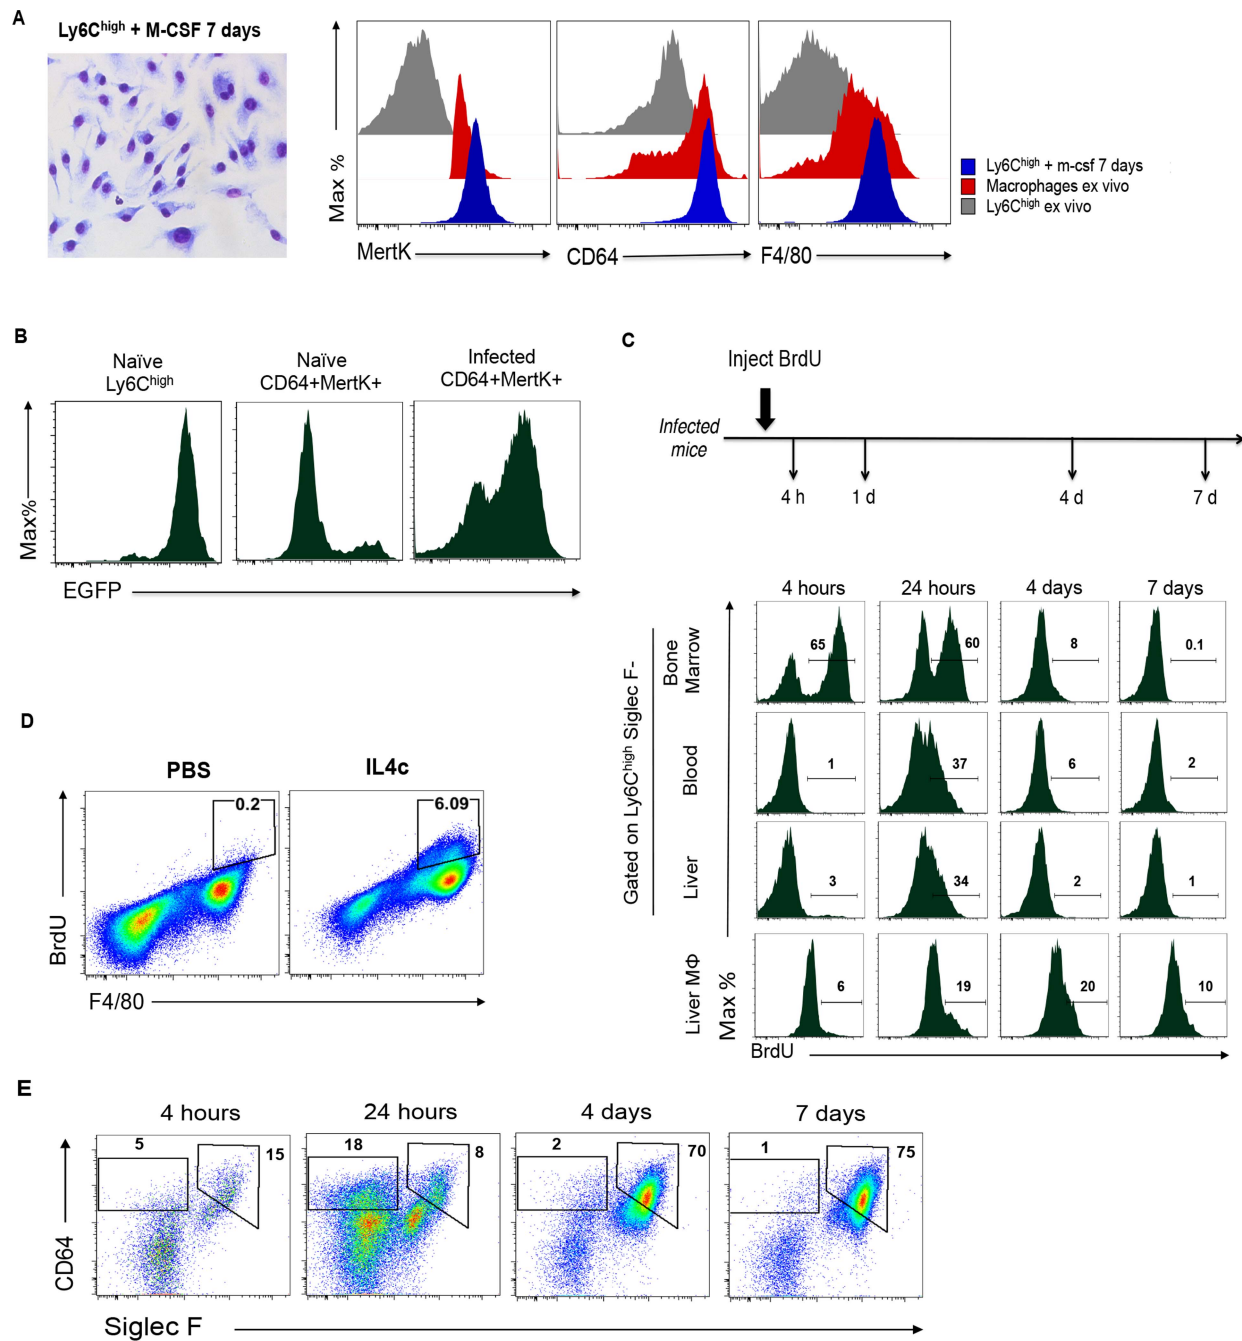 A
Ly6Chigh + M-CSF 7 days
Max %
MertK
CD64
F4/80
Ly6Chigh + m-csf 7 days
Macrophages ex vivo
Ly6Chigh ex vivo
B
Naïve
Ly6Chigh
Naïve
CD64+MertK+
Infected
CD64+MertK+
Max%
EGFP
C
Inject BrdU
Infected
mice
4 h
1 d
4 d
7 d
4 hours
24 hours
4 days
7 days
Gated on Ly6Chigh Siglec F-
Bone
Marrow
65
60
8
0.1
Blood
1
37
6
2
Liver
3
34
2
1
Liver MΦ
Max %
6
19
20
10
BrdU
D
PBS
IL4c
0.2
6.09
BrdU
F4/80
E
4 hours
24 hours
4 days
7 days
5
15
18
8
2
70
1
75
CD64
Siglec F